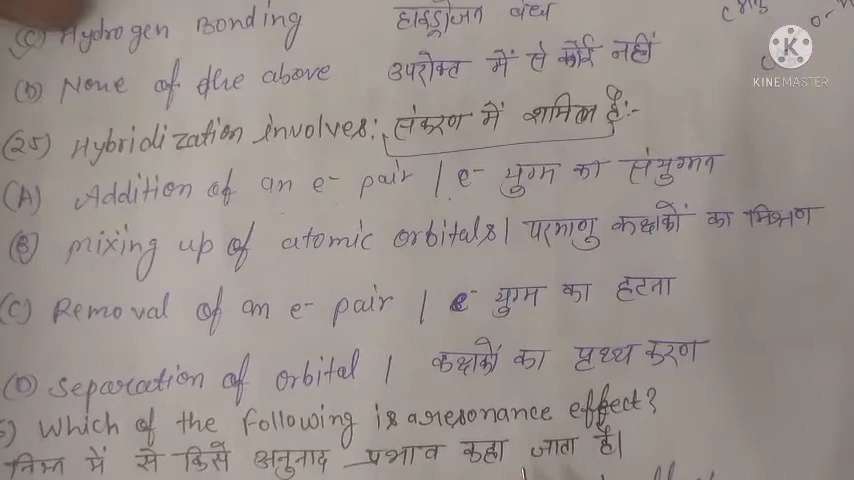 (C) Hydrogen Bonding हाइड्रोजन बंध
(D) None of the above उपरोक्त में से कोई नहीं
K
KINEMASTER
(25) Hybridization involves: संकरण में शामिल है:-
(A) Addition of an e- pair / e- युग्म का संयुग्मन
(B) mixing up of atomic orbitals / परमाणु कक्षकों का मिश्रण
(C) Removal of an e- pair / e- युग्म का हटना
(D) Separation of orbital / कक्षकों का पृथ्थकरण
) Which of the following is a resonance effect?
निम्न में से किसे अनुनाद प्रभाव कहा जाता है।